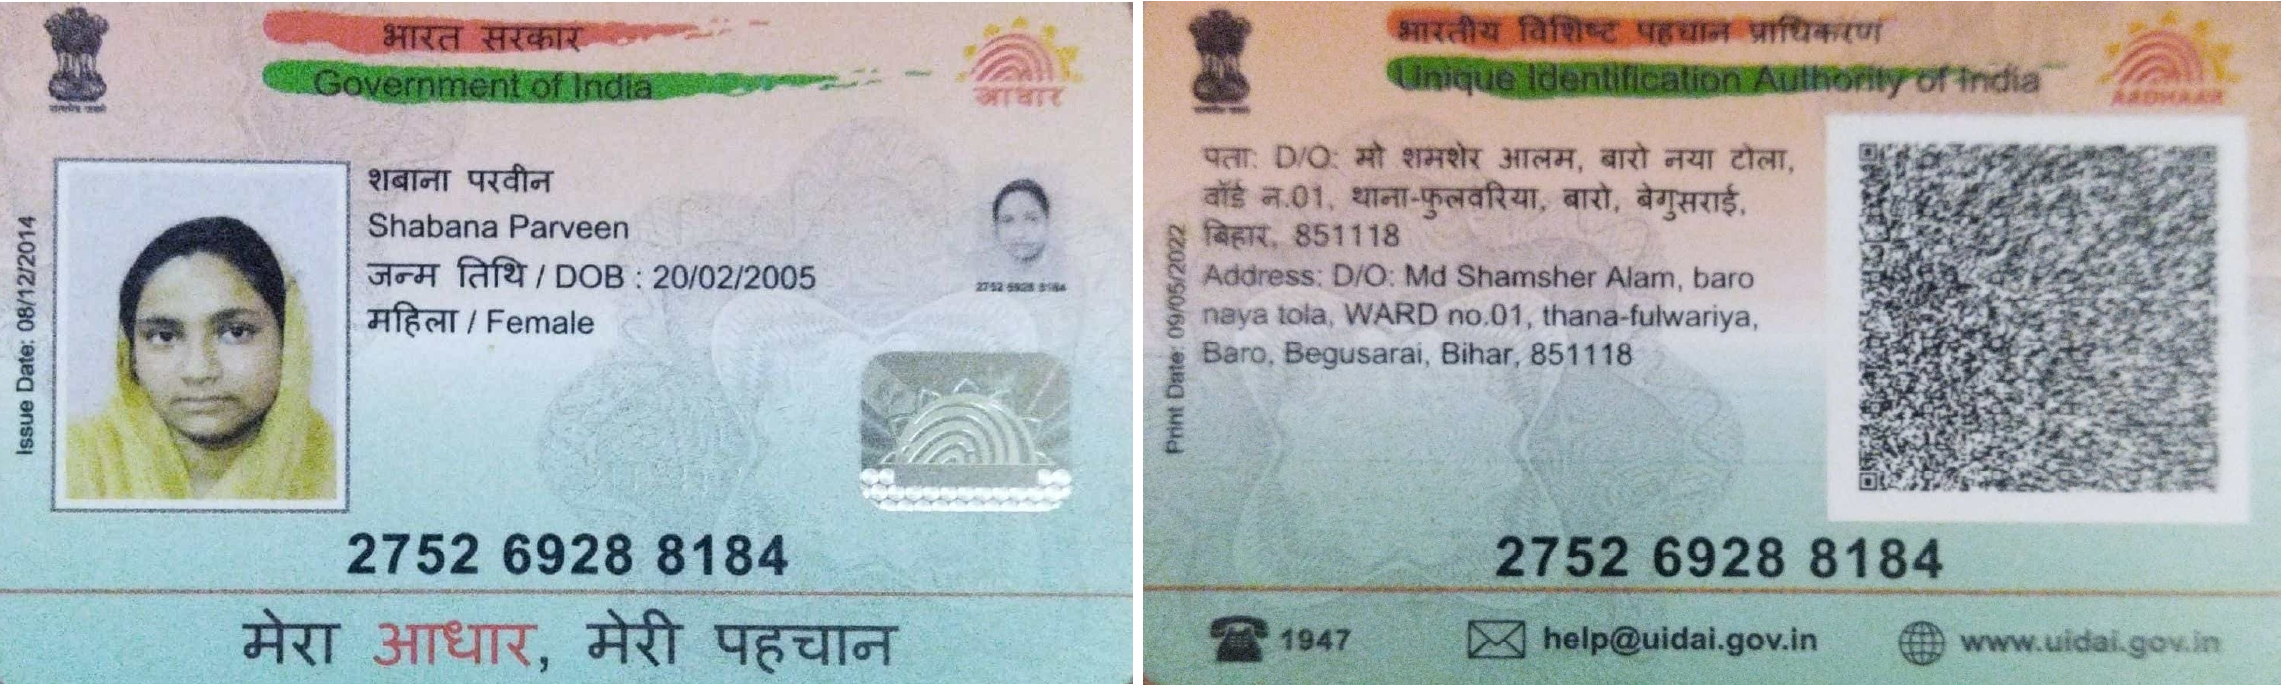 भारत सरकार
Government of India
आधार
Issue Date: 08/12/2014
शबाना परवीन
Shabana Parveen
जन्म तिथि / DOB : 20/02/2005
महिला / Female
2752 6928 8184
2752 6928 8184
मेरा आधार, मेरी पहचान
भारतीय विशिष्ट पहचान प्राधिकरण
Unique Identification Authority of India
AADHAAR
Print Date: 09/05/2022
पता: D/O: मो शमशेर आलम, बारो नया टोला,
वॉर्ड न.01, थाना-फुलवरिया, बारो, बेगुसराई,
बिहार, 851118
Address: D/O: Md Shamsher Alam, baro
naya tola, WARD no.01, thana-fulwariya,
Baro, Begusarai, Bihar, 851118
2752 6928 8184
1947
help@uidai.gov.in
www.uidai.gov.in